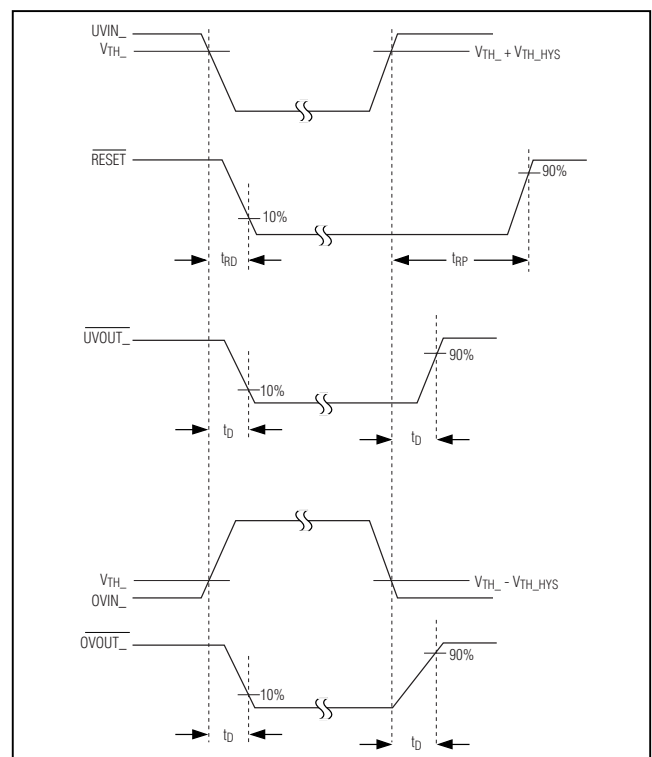 UVIN_
VTH_
VTH_ + VTH_HYS
RESET
90%
10%
tRD
tRP
UVOUT_
90%
10%
tD
tD
VTH_
VTH_ - VTH_HYS
OVIN_
OVOUT_
90%
10%
tD
tD